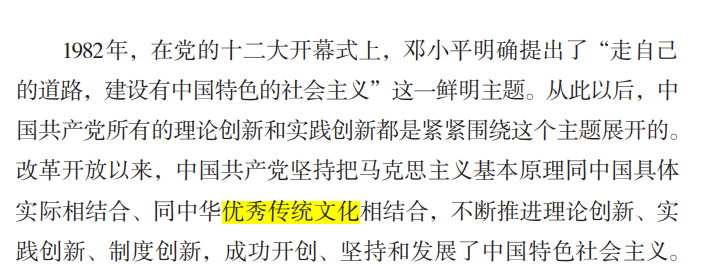 1982年，在党的十二大开幕式上，邓小平明确提出了“走自己
的道路，建设有中国特色的社会主义”这一鲜明主题。从此以后，中
国共产党所有的理论创新和实践创新都是紧紧围绕这个主题展开的。
改革开放以来，中国共产党坚持把马克思主义基本原理同中国具体
实际相结合、同中华优秀传统文化相结合，不断推进理论创新、实
践创新、制度创新，成功开创、坚持和发展了中国特色社会主义。